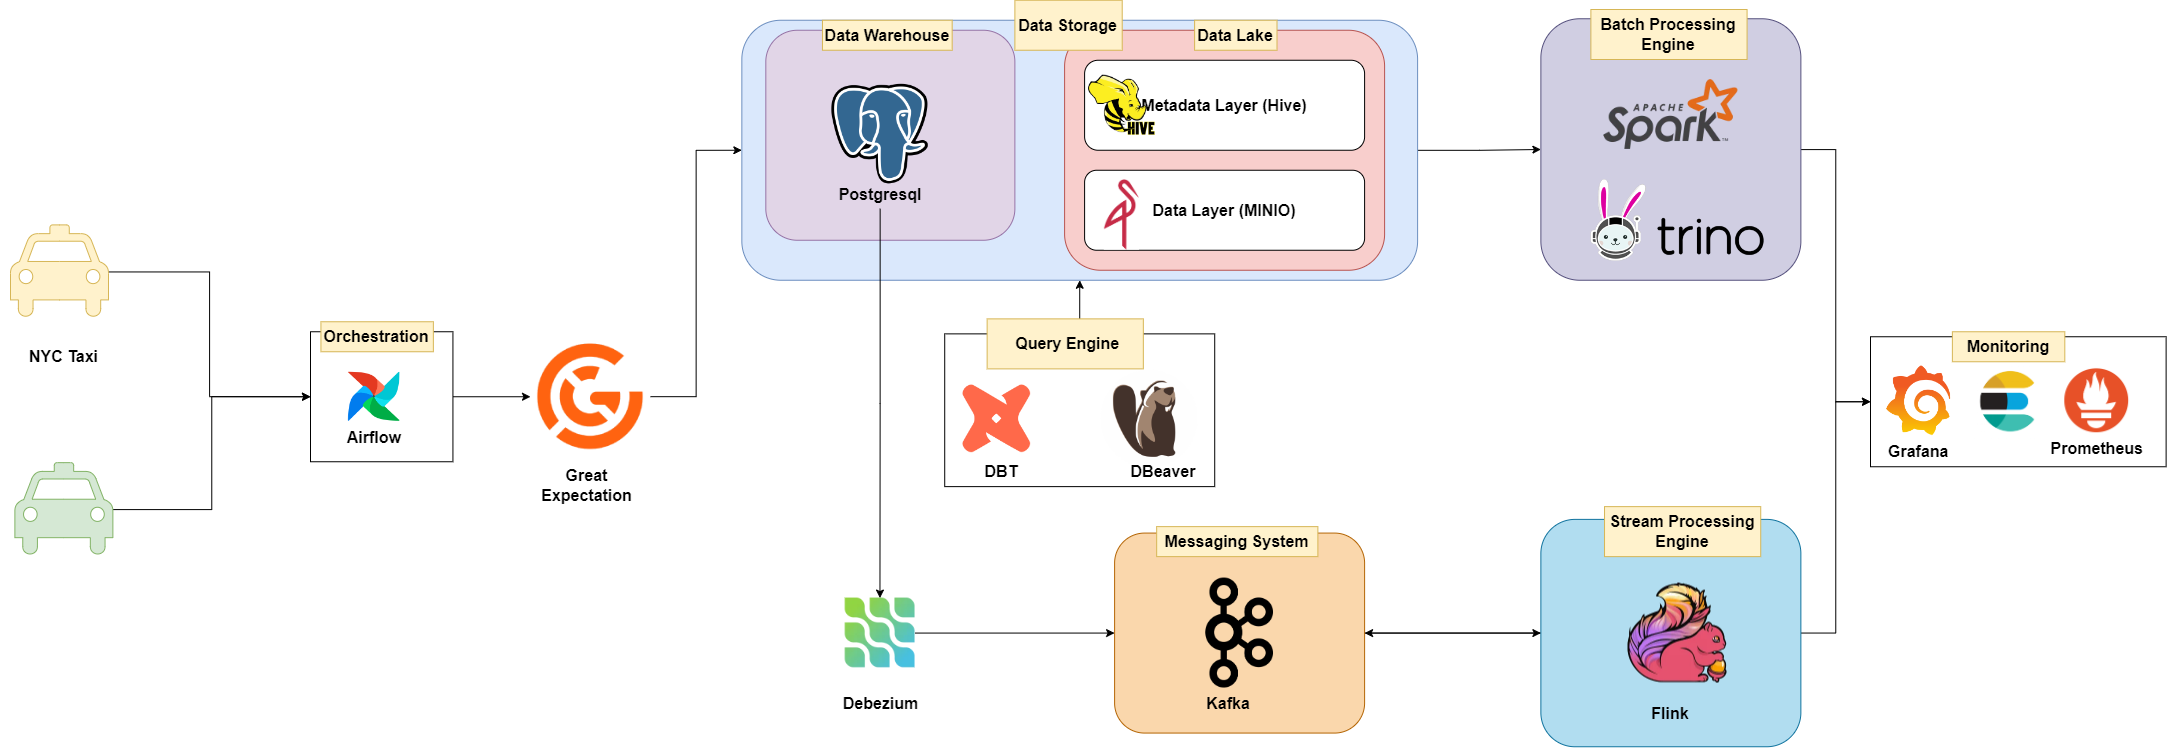 NYC Taxi
Orchestration
Airflow
Great
Expectation
Data Storage
Data Warehouse
Postgresql
Data Lake
Metadata Layer (Hive)
HIVE
Data Layer (MINIO)
Query Engine
DBT
DBeaver
Debezium
Messaging System
Kafka
Batch Processing
Engine
APACHE
Spark™
trino
Stream Processing
Engine
Flink
Monitoring
Grafana
Prometheus